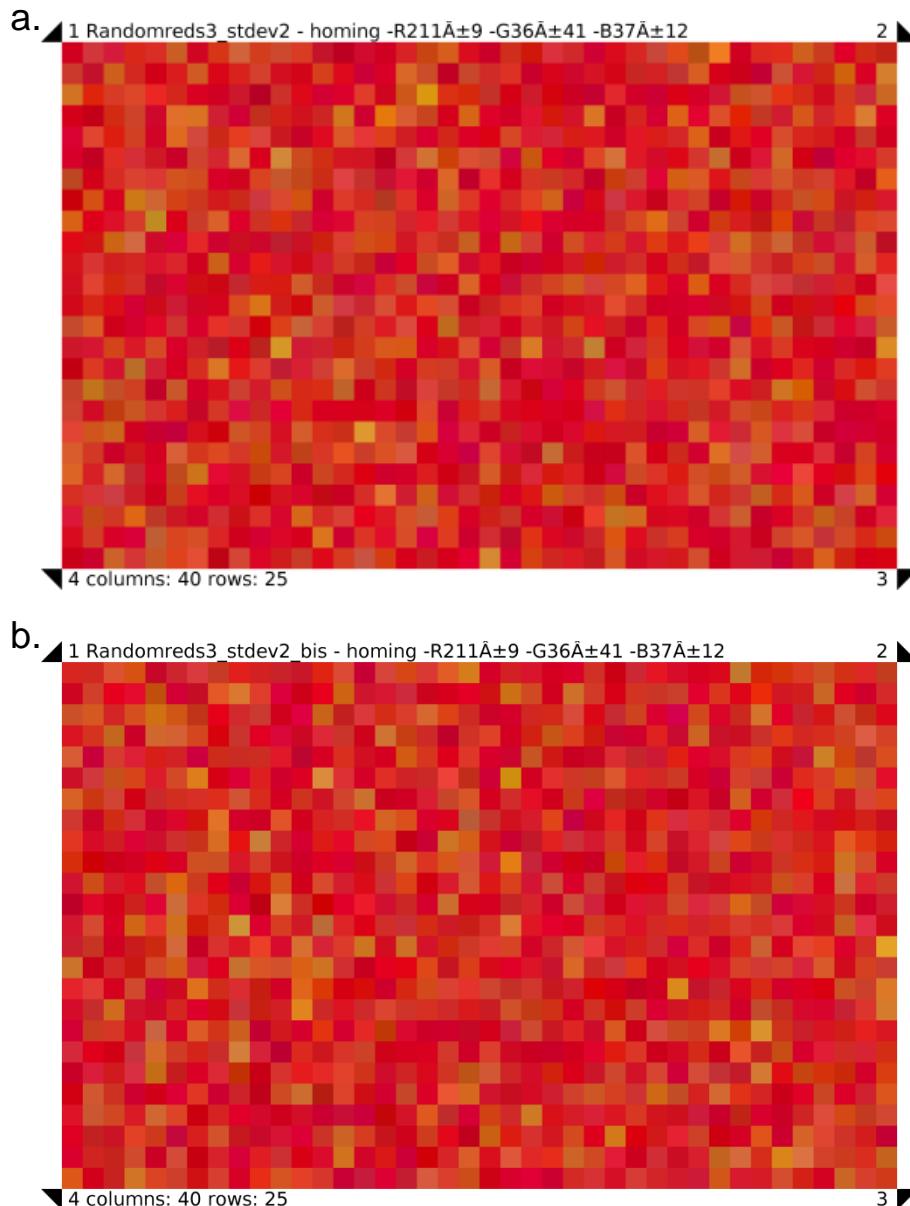 a.
1 Randomreds3_stdev2 - homing -R211Â±9 -G36Â±41 -B37Â±12 2
4 columns: 40 rows: 25 3
b.
1 Randomreds3_stdev2_bis - homing -R211Â±9 -G36Â±41 -B37Â±12 2
4 columns: 40 rows: 25 3